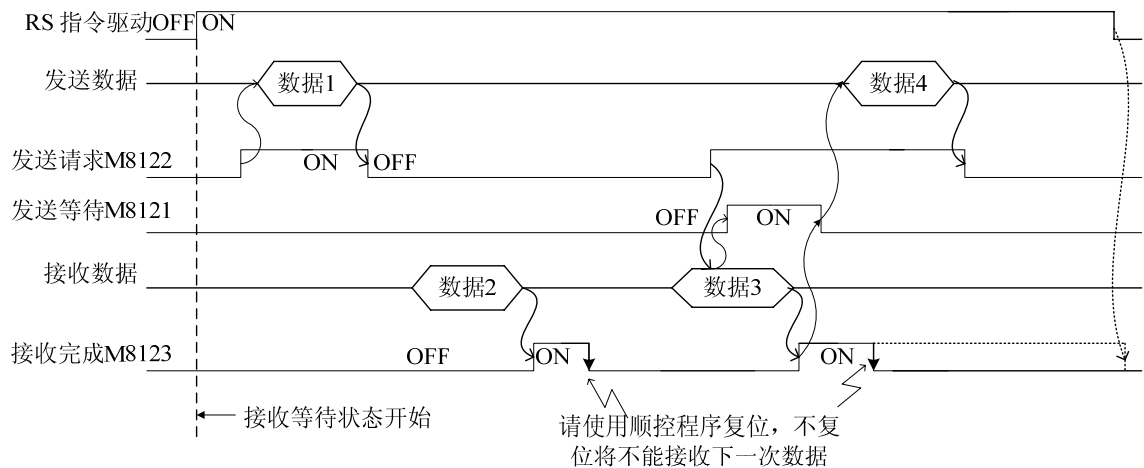 RS 指令驱动OFF ON
发送数据 数据1 数据4
发送请求M8122 ON OFF
发送等待M8121 OFF ON
接收数据 数据2 数据3
接收完成M8123 OFF ON ON
接收等待状态开始
请使用顺控程序复位，不复
位将不能接收下一次数据